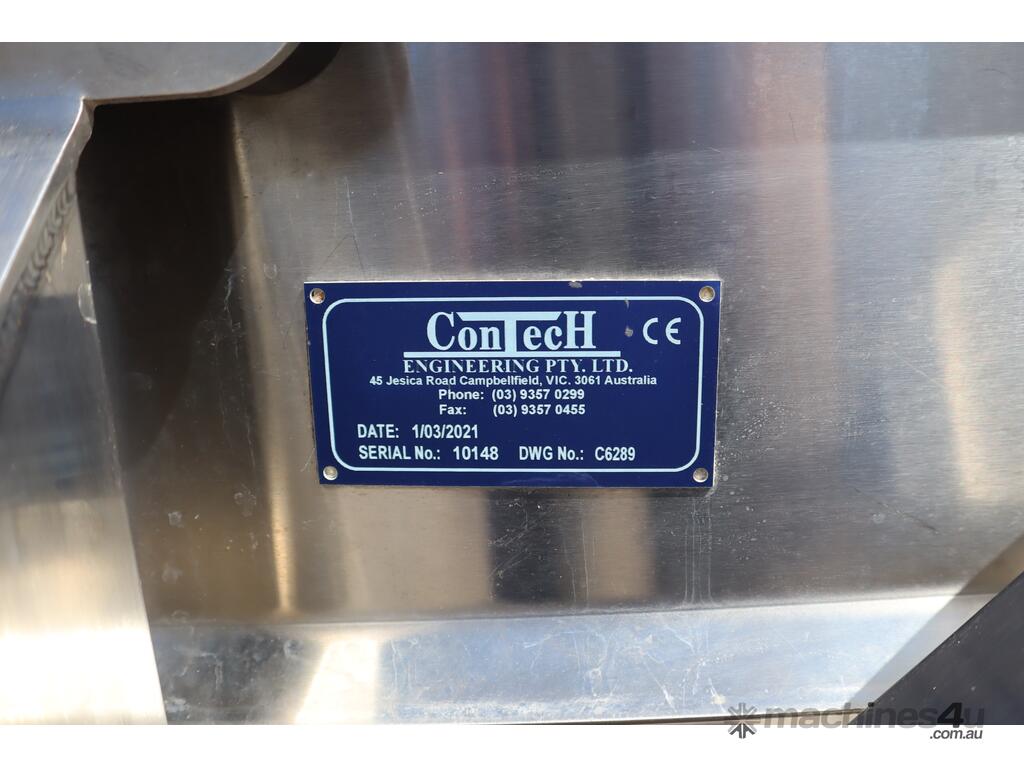 ConTecH CE
ENGINEERING PTY. LTD.
45 Jesica Road Campbellfield, VIC. 3061 Australia
Phone: (03) 9357 0299
Fax: (03) 9357 0455
DATE: 1/03/2021
SERIAL No.: 10148 DWG No.: C6289
machines4u
.com.au